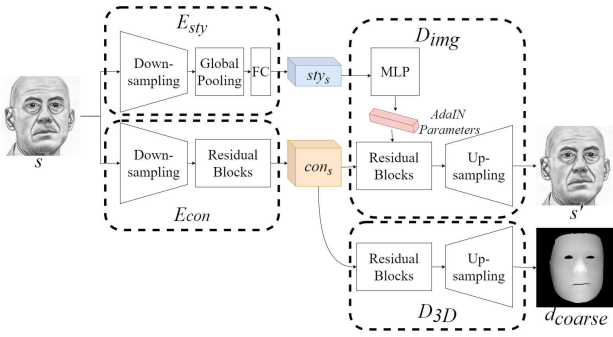 E_sty
Down-
sampling
Global
Pooling
FC
sty_s
D_img
MLP
AdaIN
Parameters
s
Down-
sampling
Residual
Blocks
E_con
con_s
Residual
Blocks
Up-
sampling
s'
Residual
Blocks
Up-
sampling
D_3D
d_coarse